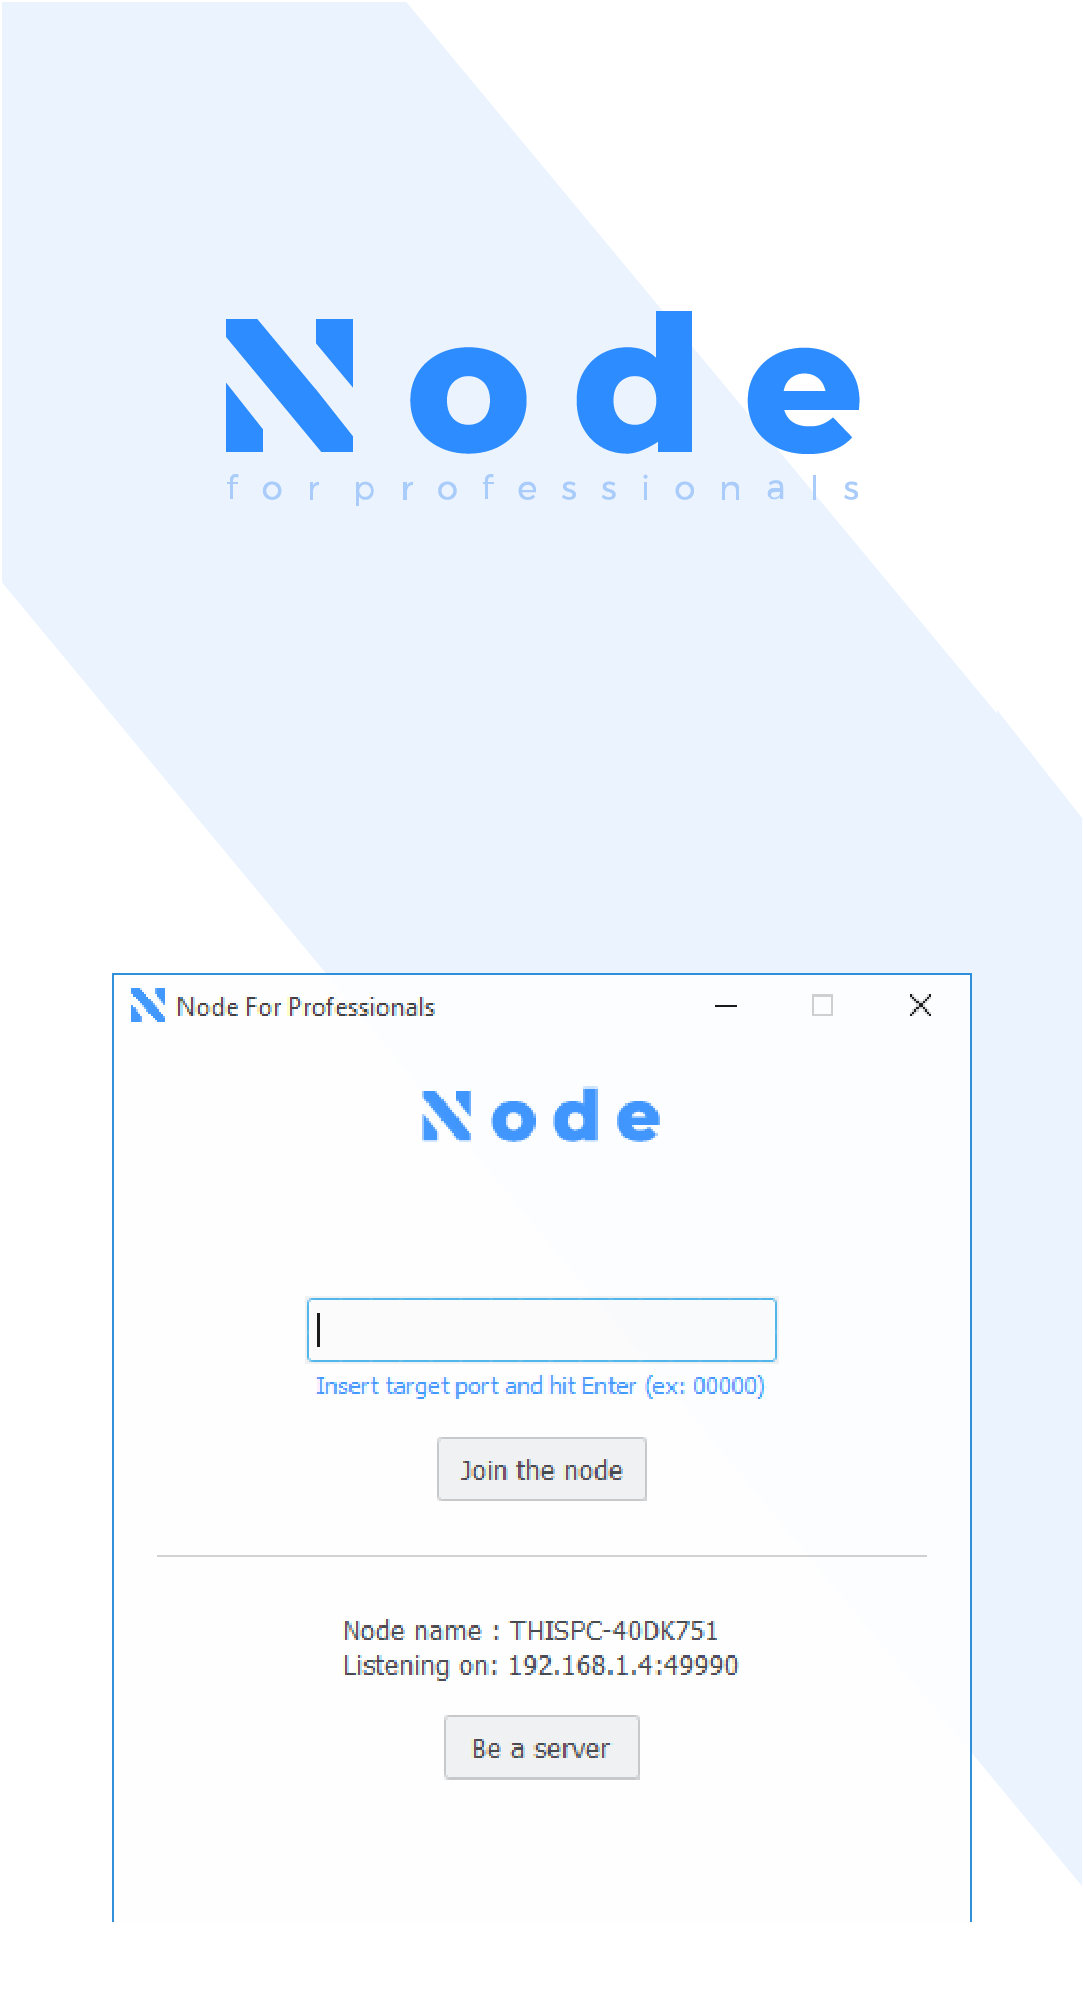 Node
for professionals
Node For Professionals
Node
Insert target port and hit Enter (ex: 00000)
Join the node
Node name : THISPC-40DK751
Listening on: 192.168.1.4:49990
Be a server